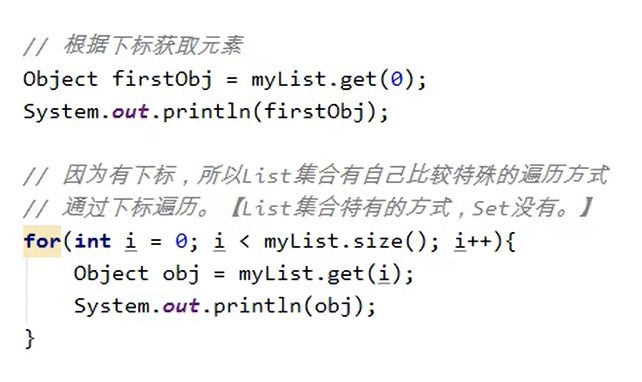 // 根据下标获取元素
Object firstObj = myList.get(0);
System.out.println(firstObj);
// 因为有下标，所以List集合有自己比较特殊的遍历方式
// 通过下标遍历。【List集合特有的方式，Set没有。】
for(int i = 0; i < myList.size(); i++){
    Object obj = myList.get(i);
    System.out.println(obj);
}